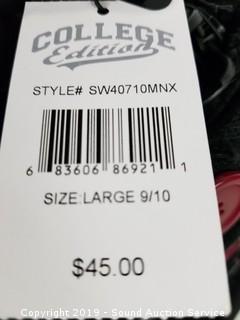 COLLEGE
Edition
STYLE# SW40710MNX
6 83606 86921 1
SIZE:LARGE 9/10
$45.00
Copyright 2019 - Sound Auction Service